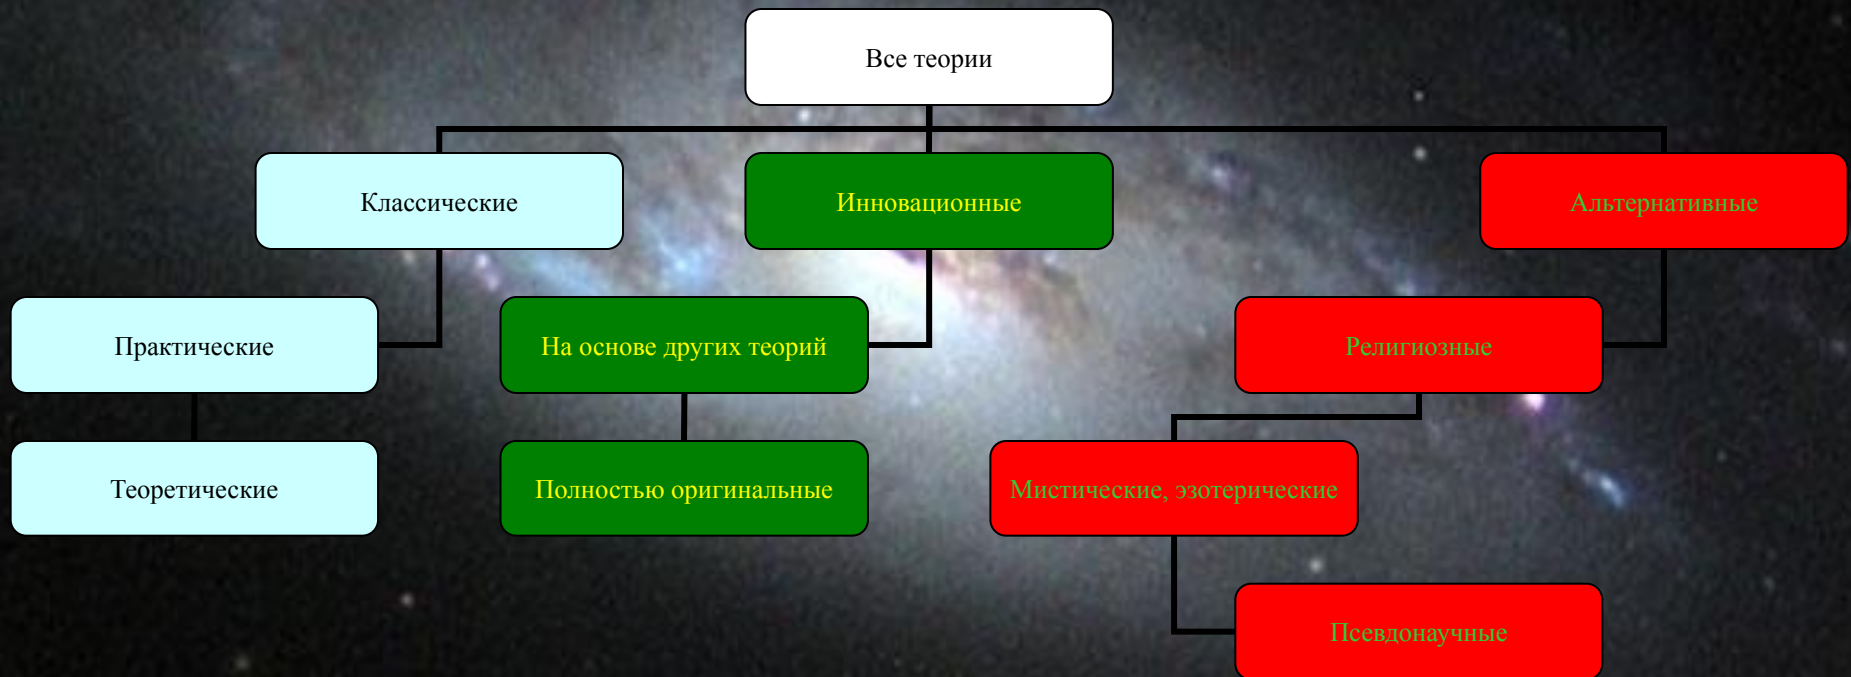 Все теории
Классические
Инновационные
Альтернативные
Практические
На основе других теорий
Религиозные
Теоретические
Полностью оригинальные
Мистические, эзотерические
Псевдонаучные